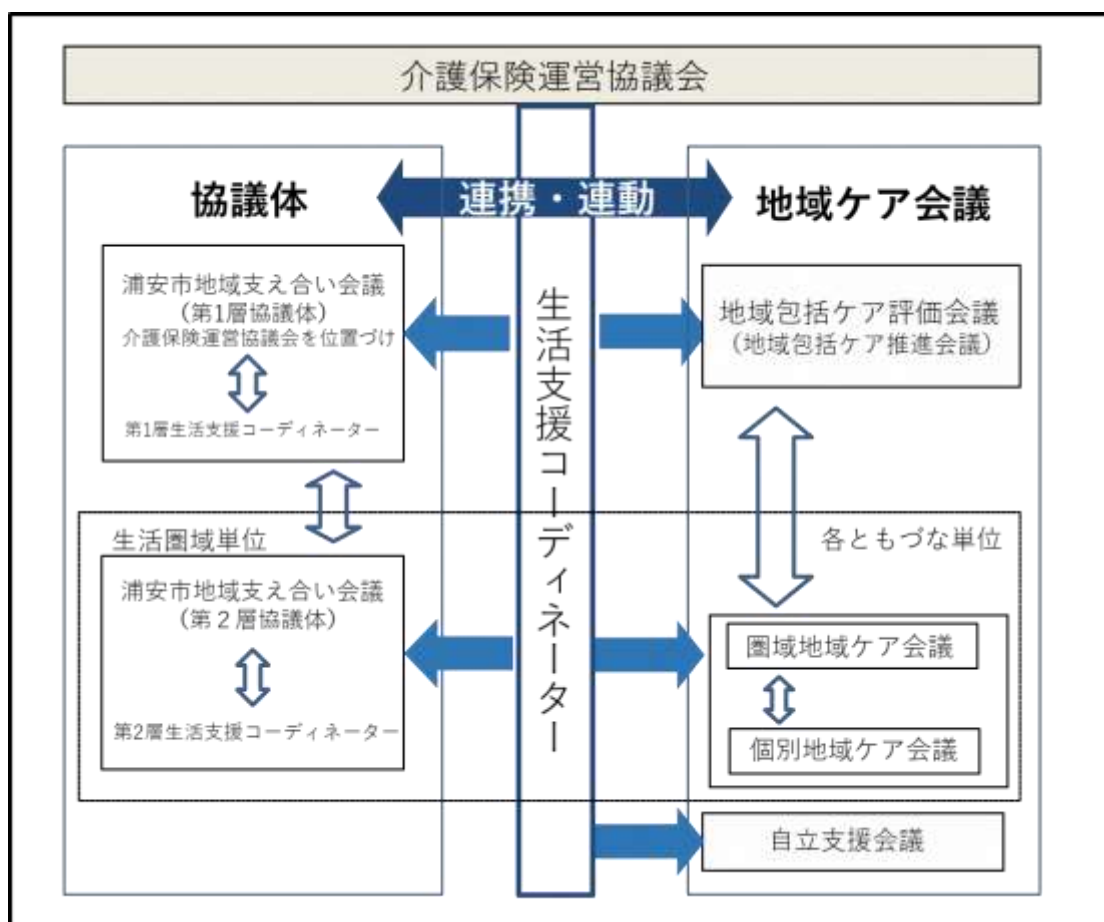 介護保険運営協議会
協議体
連携・連動
地域ケア会議
浦安市地域支え合い会議
(第1層協議体)
介護保険運営協議会を位置づけ
第1層生活支援コーディネーター
生活支援コーディネーター
地域包括ケア評価会議
(地域包括ケア推進会議)
生活圏域単位
浦安市地域支え合い会議
(第２層協議体)
第2層生活支援コーディネーター
各ともづな単位
圏域地域ケア会議
個別地域ケア会議
自立支援会議